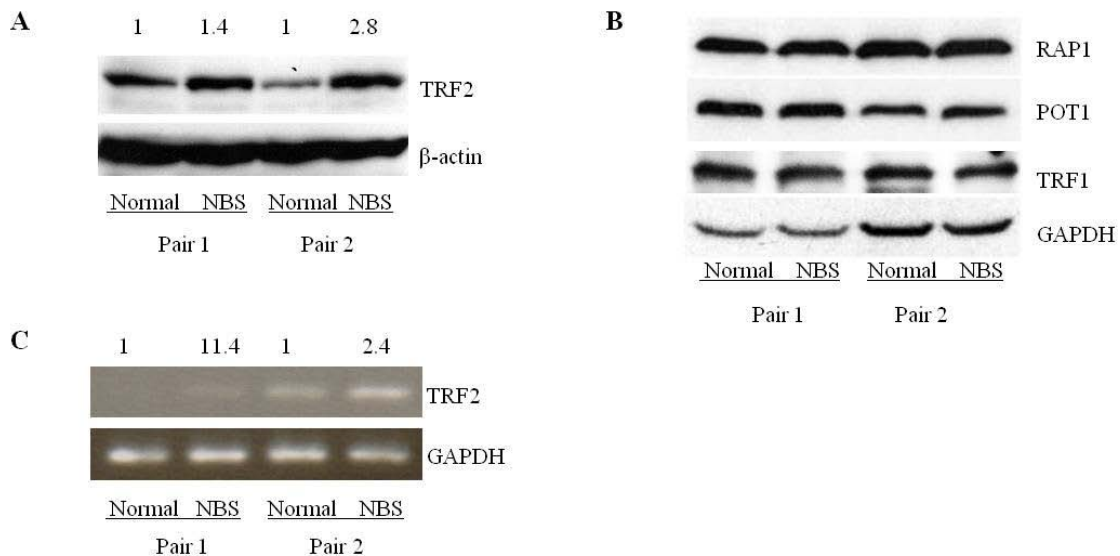 A
1 1.4 1 2.8
TRF2
β-actin
Normal NBS Normal NBS
Pair 1 Pair 2
B
RAP1
POT1
TRF1
GAPDH
Normal NBS Normal NBS
Pair 1 Pair 2
C
1 11.4 1 2.4
TRF2
GAPDH
Normal NBS Normal NBS
Pair 1 Pair 2